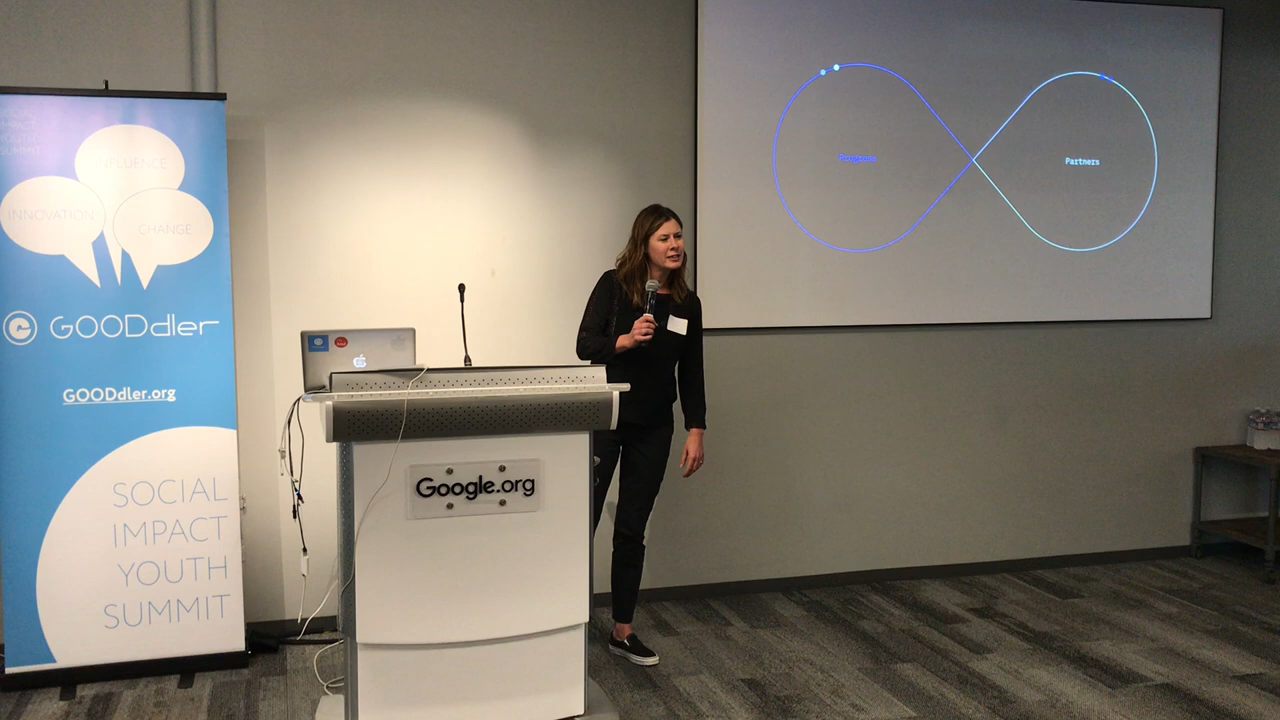 INFLUENCE
INNOVATION
CHANGE
GOODdler
GOODdler.org
SOCIAL
IMPACT
YOUTH
SUMMIT
Google.org
Partners